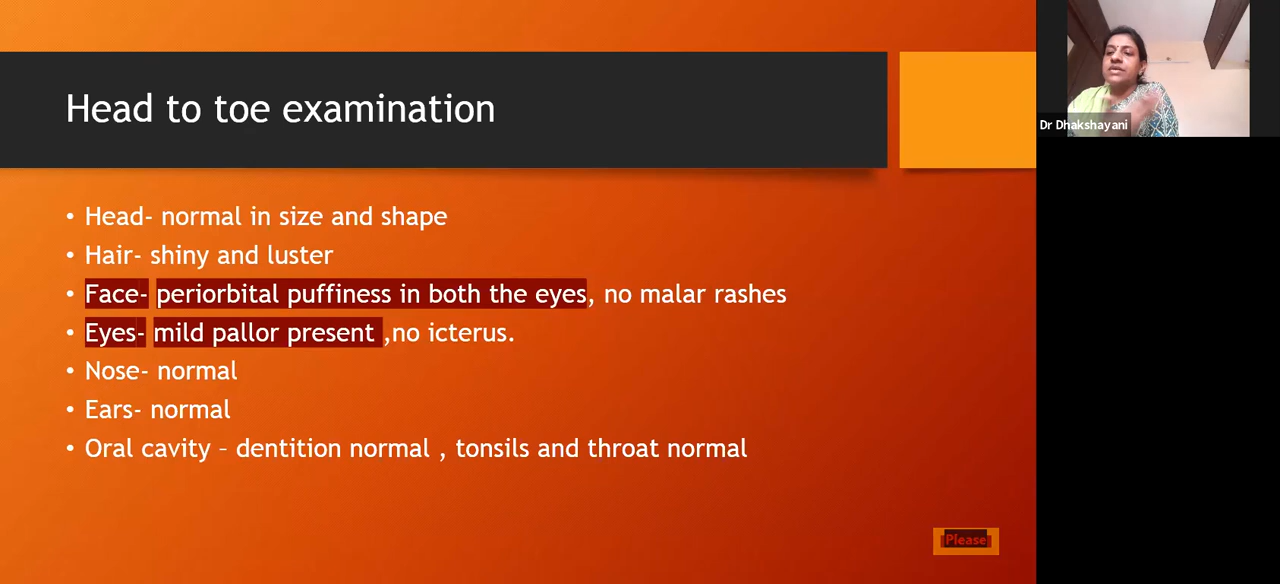 Head to toe examination
• Head- normal in size and shape
• Hair- shiny and luster
• Face- periorbital puffiness in both the eyes, no malar rashes
• Eyes- mild pallor present ,no icterus.
• Nose- normal
• Ears- normal
• Oral cavity – dentition normal , tonsils and throat normal
Please
Dr Dhakshayani